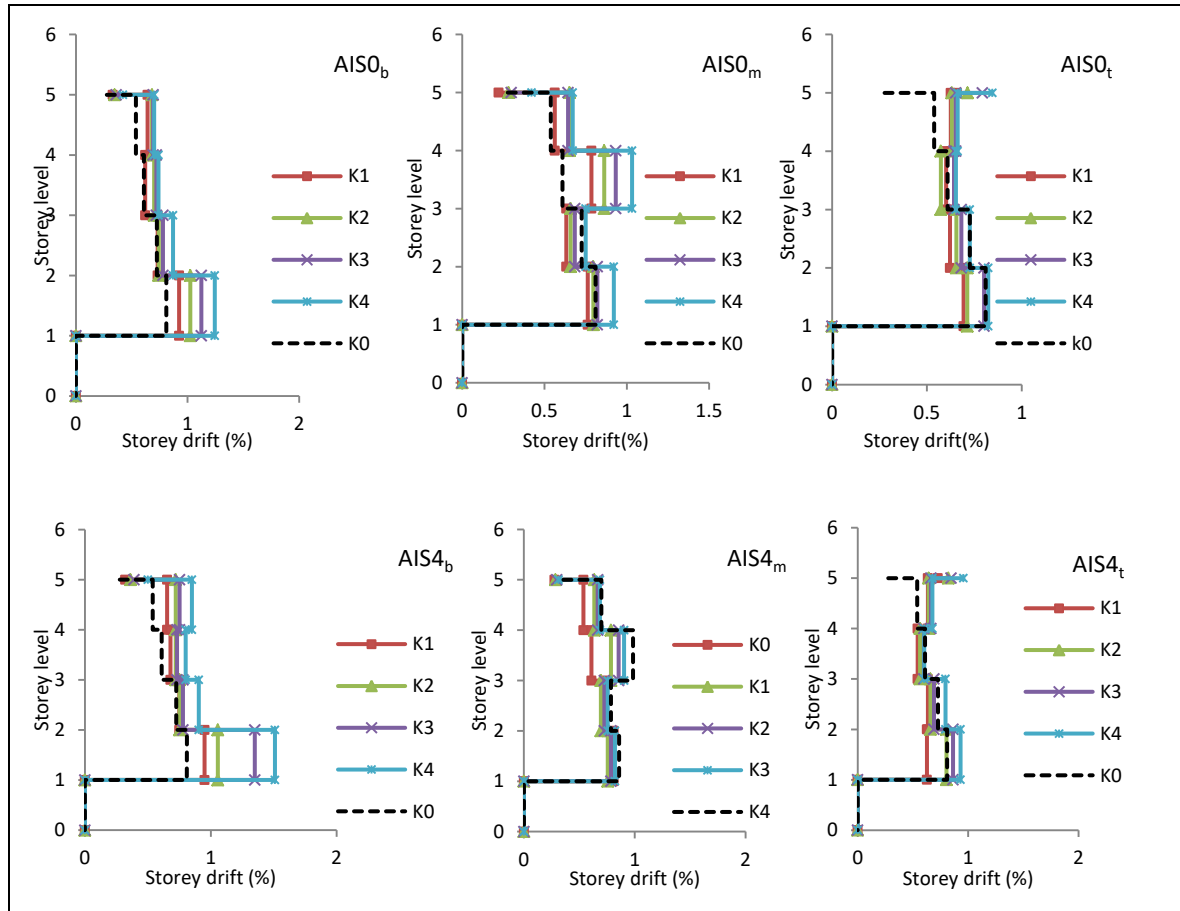 AIS0b
6
5
4
3
2
1
0
Storey level
0 1 2
Storey drift (%)
K1
K2
K3
K4
K0
AIS0m
6
5
4
3
2
1
0
Storey level
0 0.5 1 1.5
Storey drift(%)
K1
K2
K3
K4
K0
AIS0t
6
5
4
3
2
1
0
Storey level
0 0.5 1
Storey drift(%)
K1
K2
K3
K4
k0
AIS4b
6
5
4
3
2
1
0
Storey level
0 1 2
Storey drift (%)
K1
K2
K3
K4
K0
AIS4m
6
5
4
3
2
1
0
Storey level
0 1 2
Storey drift (%)
K0
K1
K2
K3
K4
AIS4t
6
5
4
3
2
1
0
Storey level
0 1 2
Storey drift (%)
K1
K2
K3
K4
K0